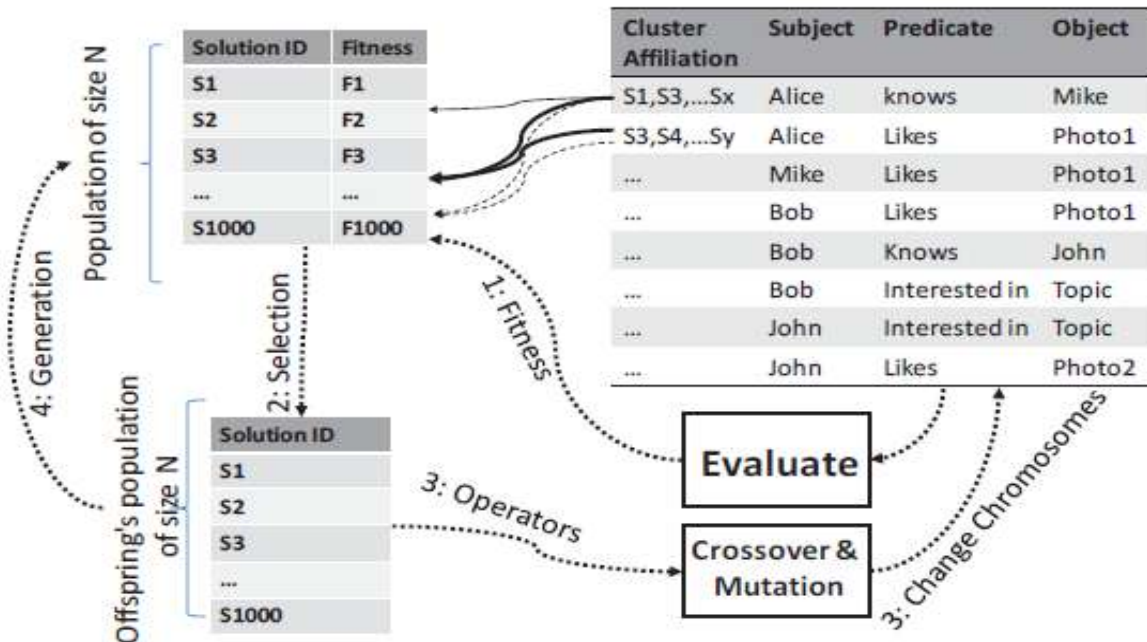 Population of size N
Solution ID Fitness
S1 F1
S2 F2
S3 F3
... ...
S1000 F1000
Cluster Subject Predicate Object
Affiliation
S1,S3,...Sx Alice knows Mike
S3,S4,...Sy Alice Likes Photo1
... Mike Likes Photo1
... Bob Likes Photo1
... Bob Knows John
... Bob Interested in Topic
... John Interested in Topic
... John Likes Photo2
4: Generation
2: Selection
1: Fitness
Offspring's population
of size N
Solution ID
S1
S2
S3
...
S1000
3: Operators
Evaluate
Crossover &
Mutation
3: Change Chromosomes